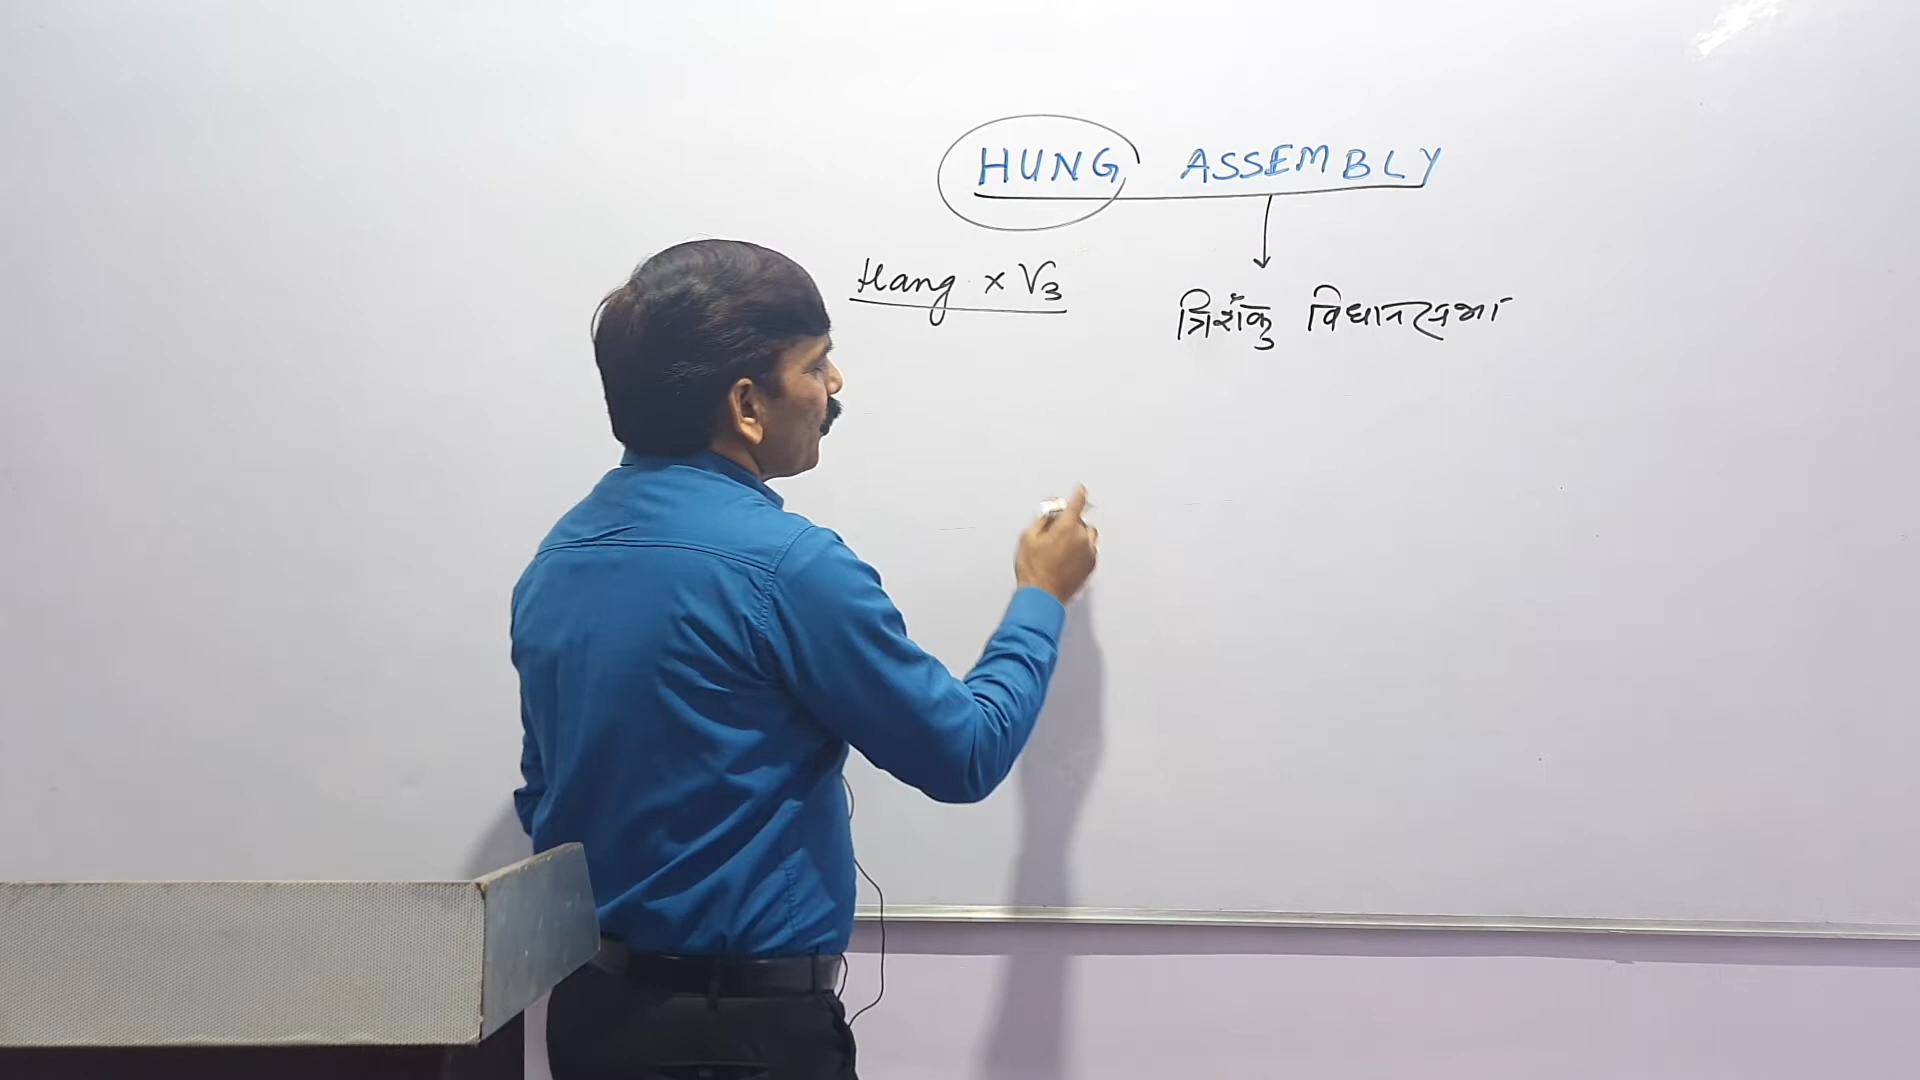 HUNG ASSEMBLY
Hang × V3
त्रिशंकु विधानसभा